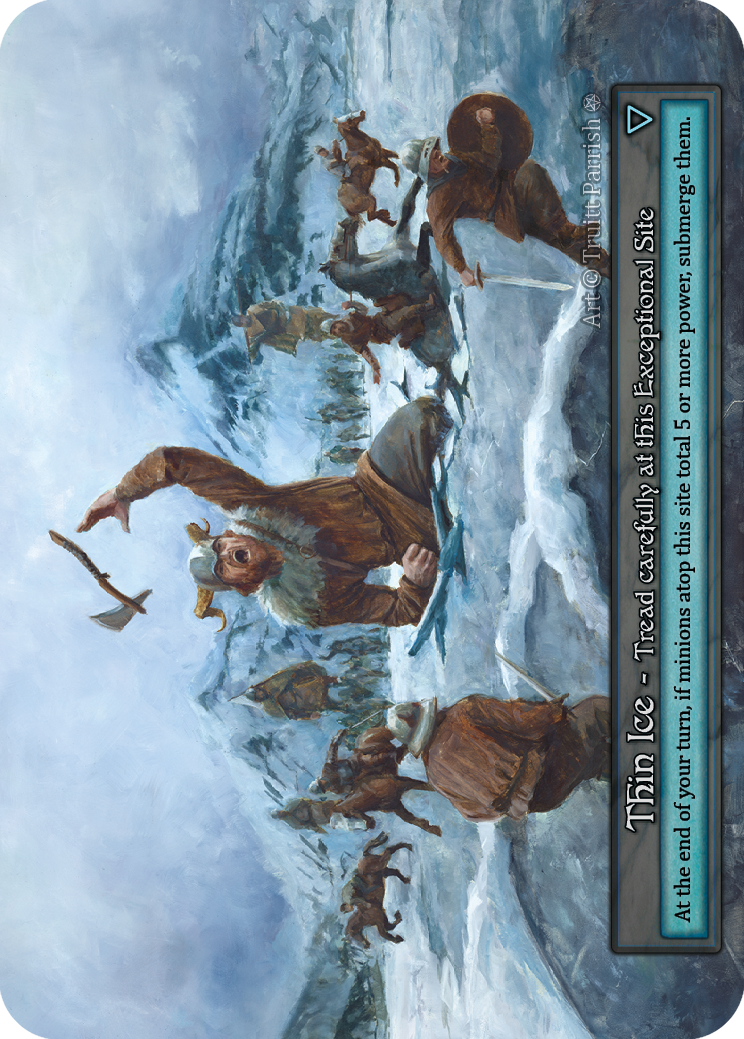 Art © Truitt Parrish
Thin Ice - Tread carefully at this Exceptional Site
At the end of your turn, if minions atop this site total 5 or more power, submerge them.